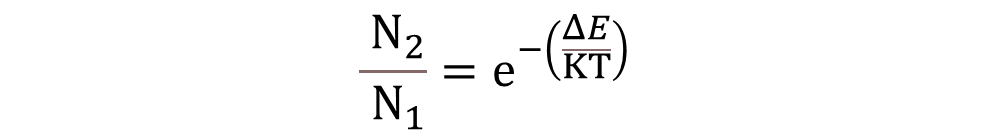 N₂/N₁ = e^−(ΔE/KT)